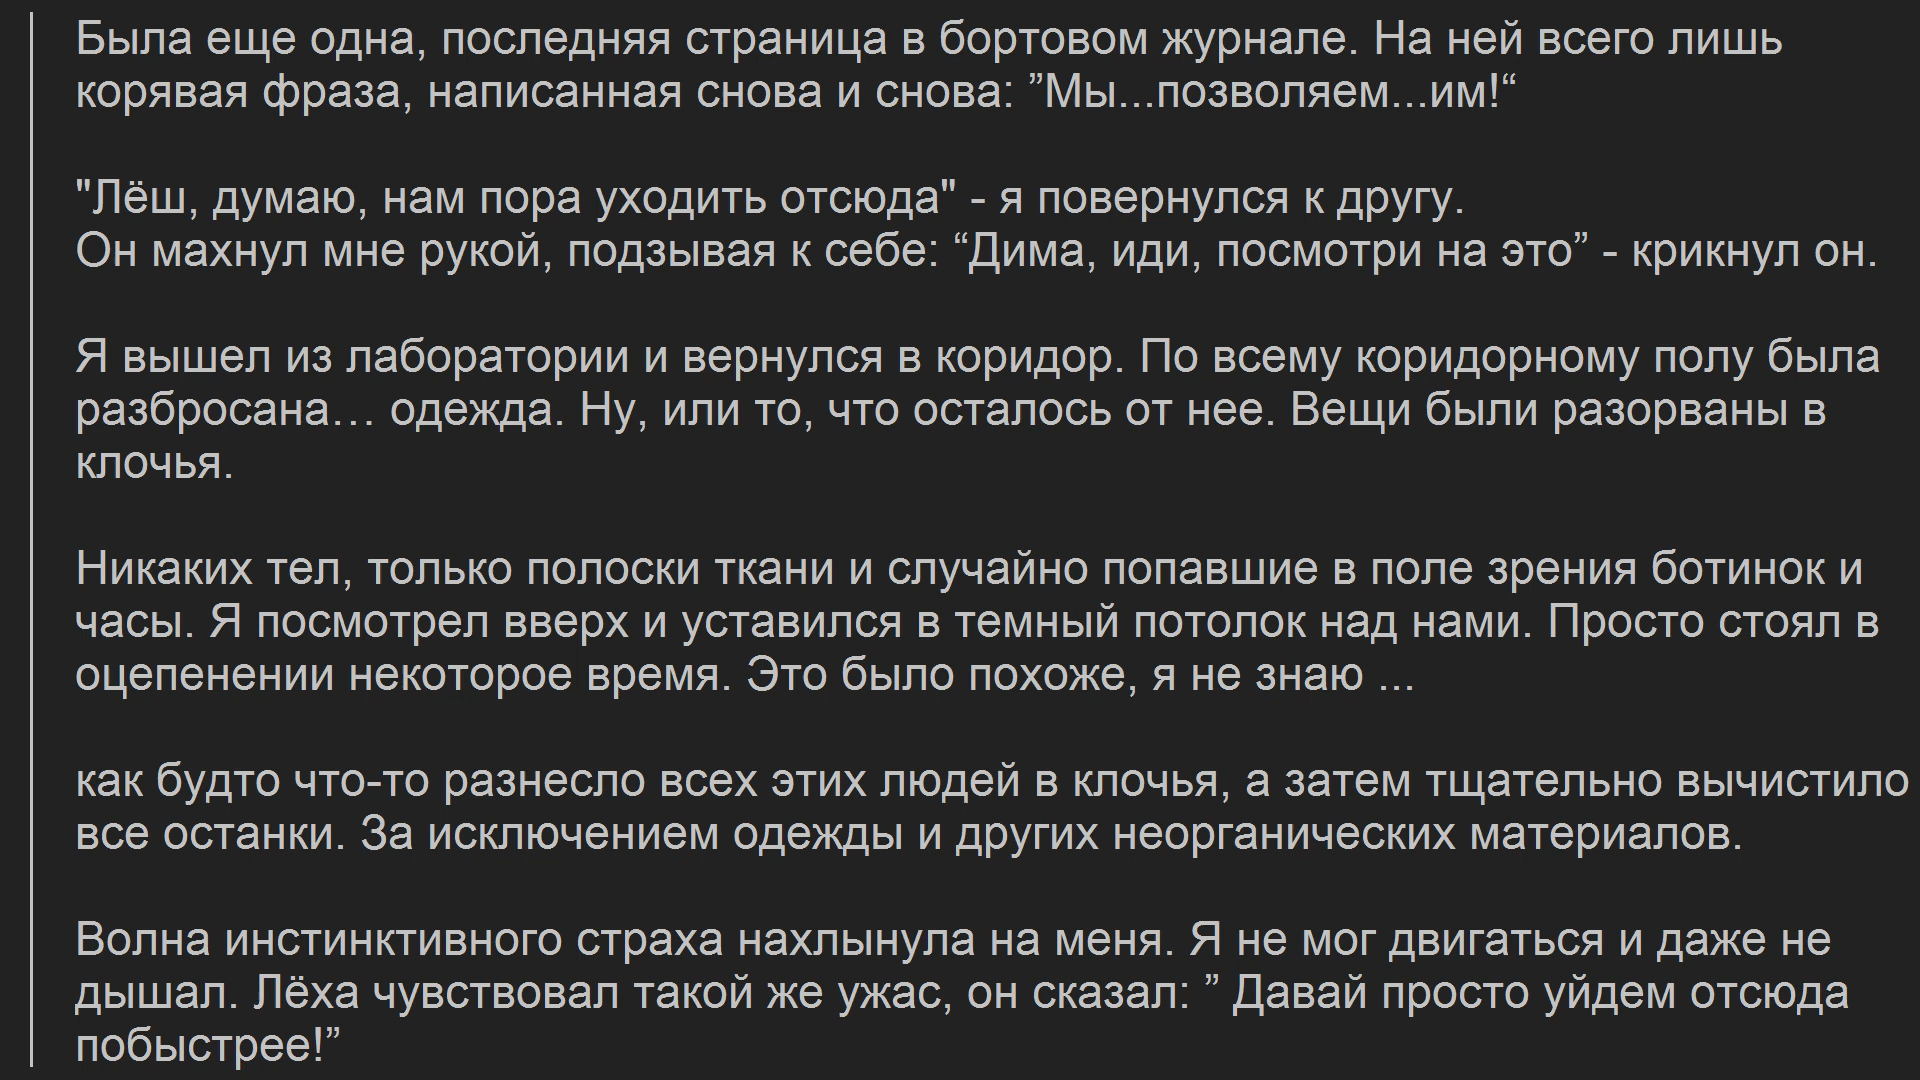 Была еще одна, последняя страница в бортовом журнале. На ней всего лишь
корявая фраза, написанная снова и снова: ”Мы...позволяем...им!“
"Лёш, думаю, нам пора уходить отсюда" - я повернулся к другу.
Он махнул мне рукой, подзывая к себе: “Дима, иди, посмотри на это” - крикнул он.
Я вышел из лаборатории и вернулся в коридор. По всему коридорному полу была
разбросана… одежда. Ну, или то, что осталось от нее. Вещи были разорваны в
клочья.
Никаких тел, только полоски ткани и случайно попавшие в поле зрения ботинок и
часы. Я посмотрел вверх и уставился в темный потолок над нами. Просто стоял в
оцепенении некоторое время. Это было похоже, я не знаю ...
как будто что-то разнесло всех этих людей в клочья, а затем тщательно вычистило
все останки. За исключением одежды и других неорганических материалов.
Волна инстинктивного страха нахлынула на меня. Я не мог двигаться и даже не
дышал. Лёха чувствовал такой же ужас, он сказал: ” Давай просто уйдем отсюда
побыстрее!”